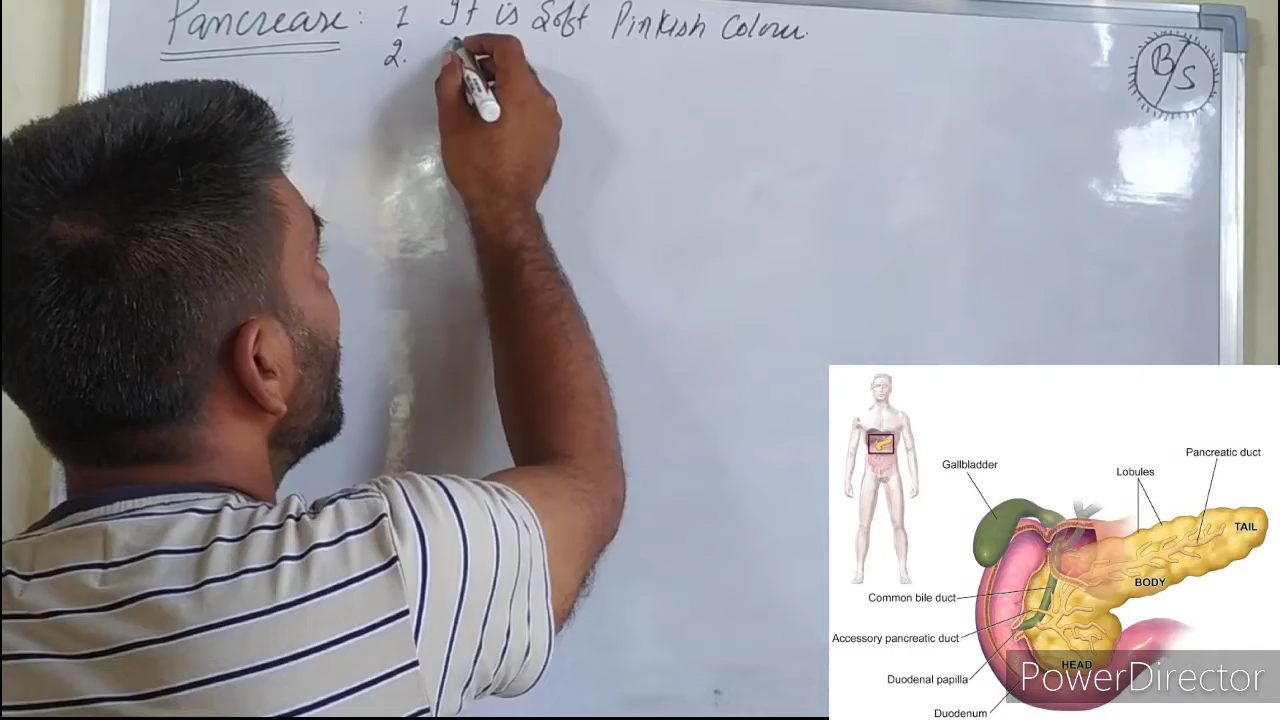 Pancrease: 1 It is Soft Pinkish Colour.
2.
B/S
Gallbladder
Pancreatic duct
Lobules
TAIL
BODY
Common bile duct
Accessory pancreatic duct
HEAD
Duodenal papilla
Duodenum
PowerDirector